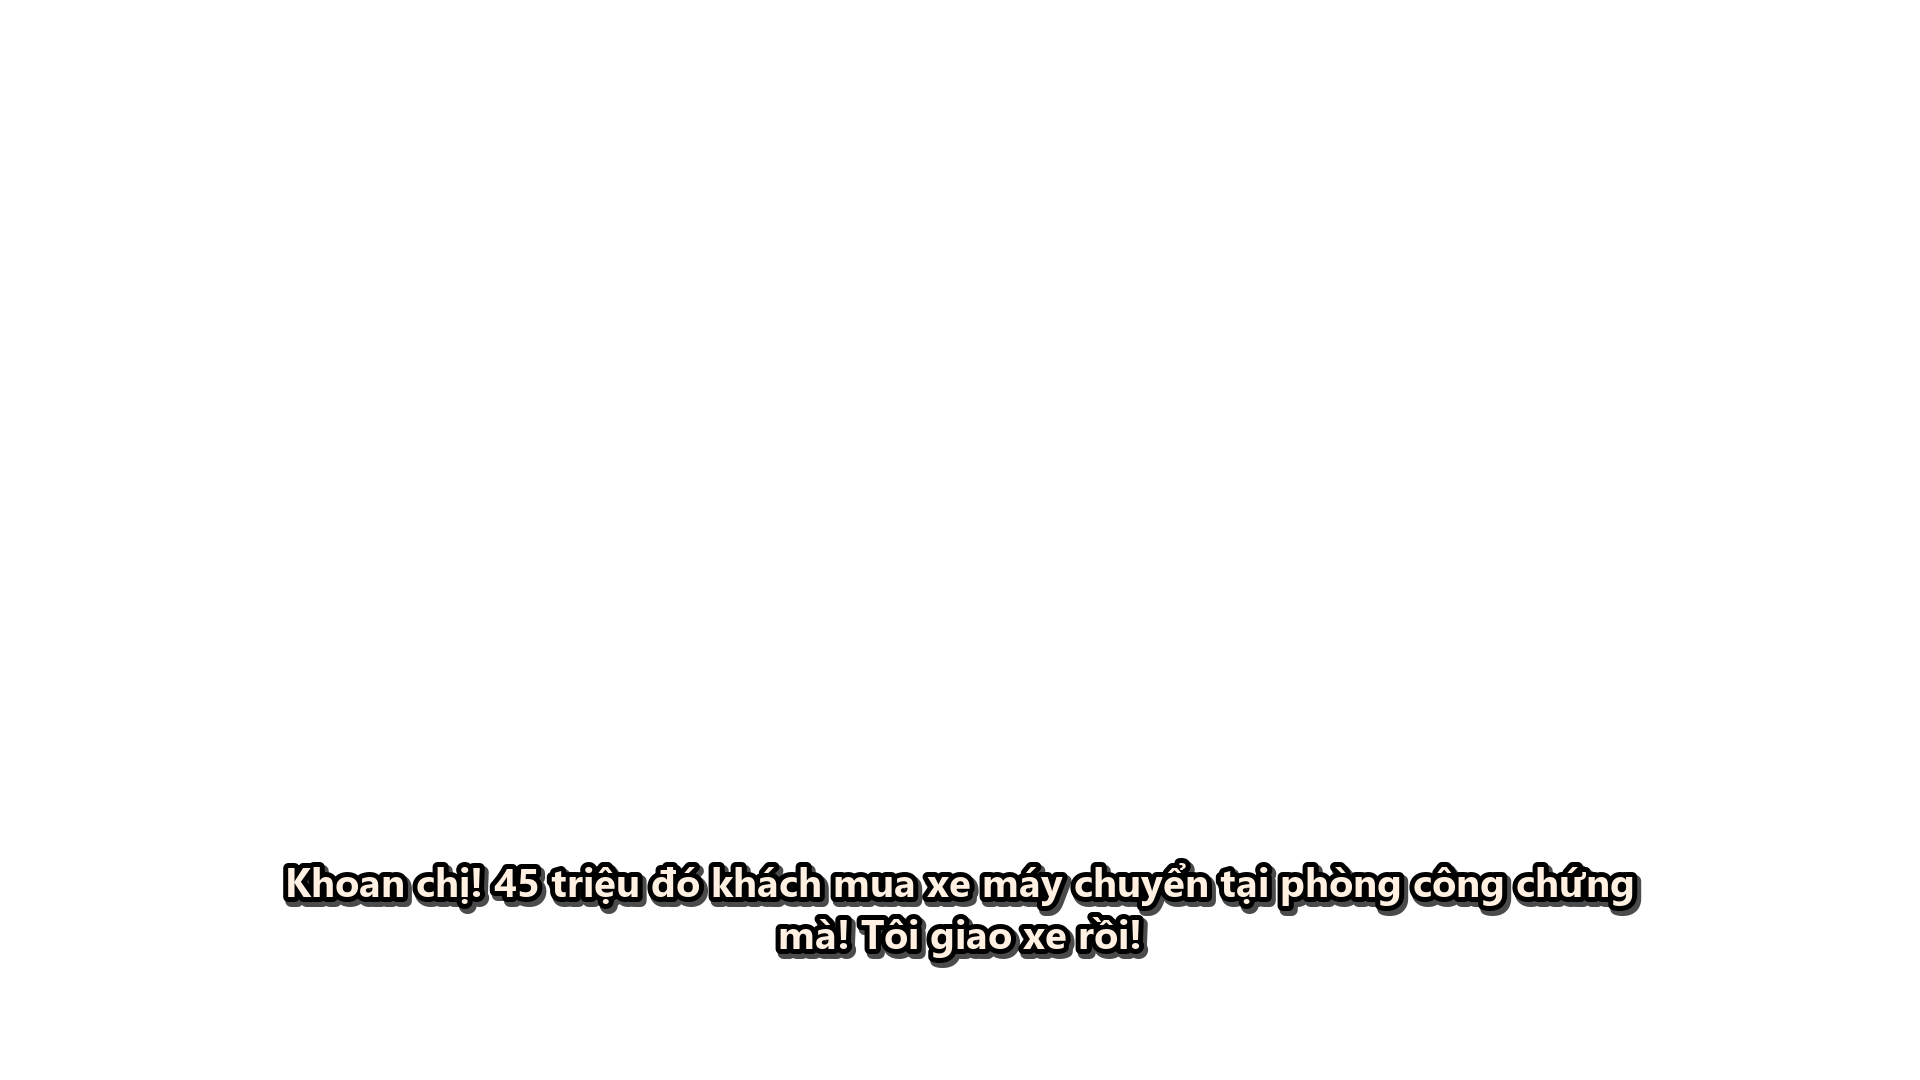 Khoan chị! 45 triệu đó khách mua xe máy chuyển tại phòng công chứng
mà! Tôi giao xe rồi!